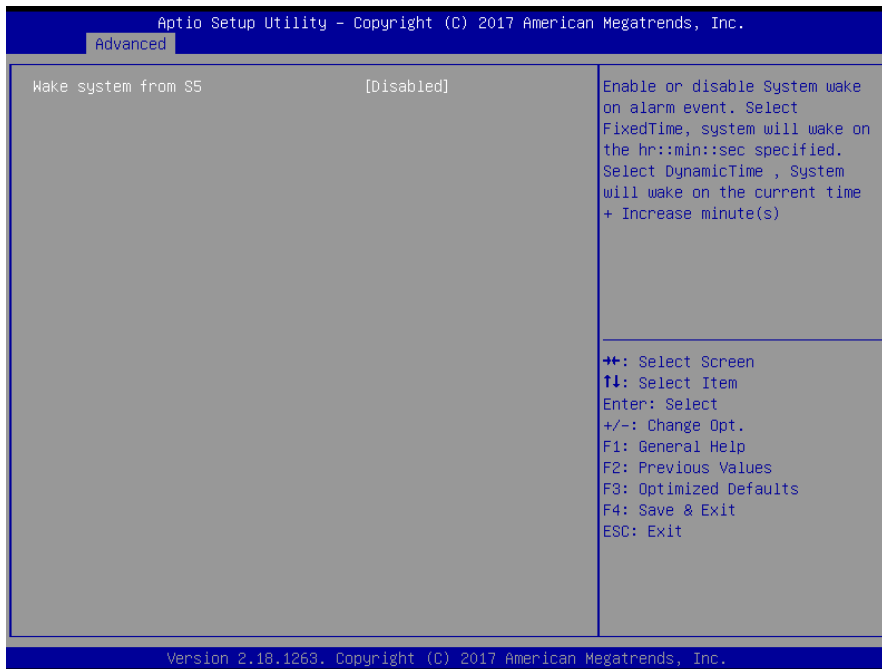 Aptio Setup Utility – Copyright (C) 2017 American Megatrends, Inc.
Advanced
Wake system from S5 [Disabled]
Enable or disable System wake
on alarm event. Select
FixedTime, system will wake on
the hr::min::sec specified.
Select DynamicTime , System
will wake on the current time
+ Increase minute(s)
→←: Select Screen
↑↓: Select Item
Enter: Select
+/-: Change Opt.
F1: General Help
F2: Previous Values
F3: Optimized Defaults
F4: Save & Exit
ESC: Exit
Version 2.18.1263. Copyright (C) 2017 American Megatrends, Inc.